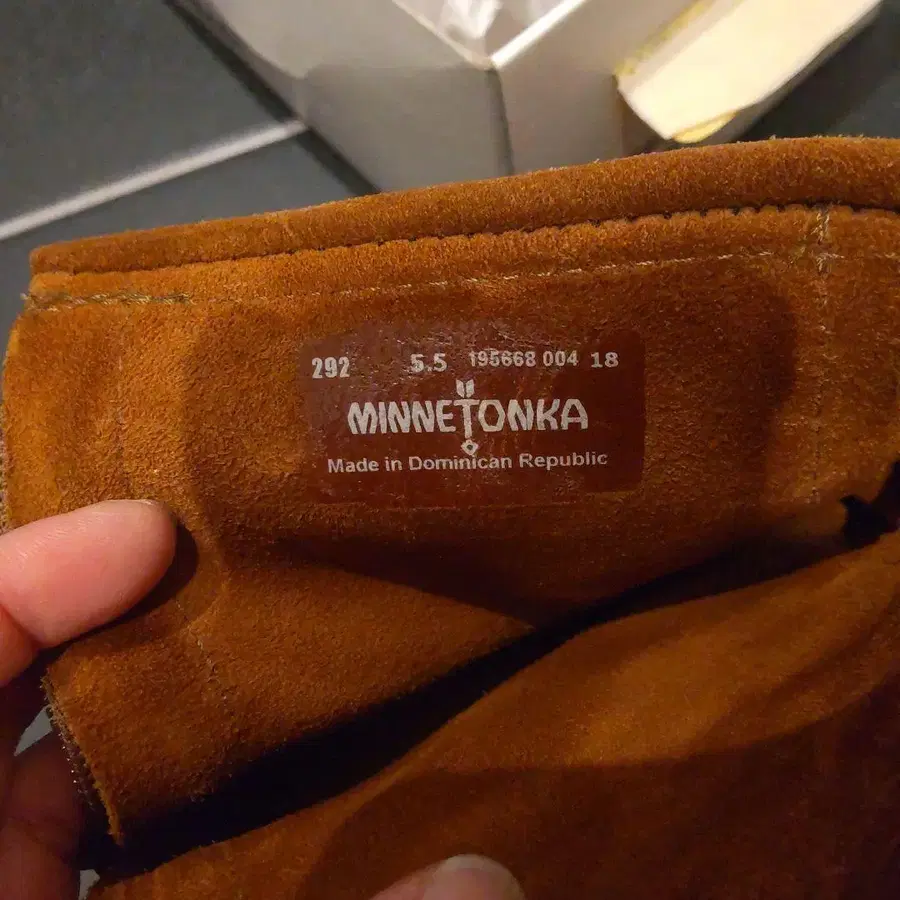 292 5.5 195668 004 18
MINNETONKA
Made in Dominican Republic